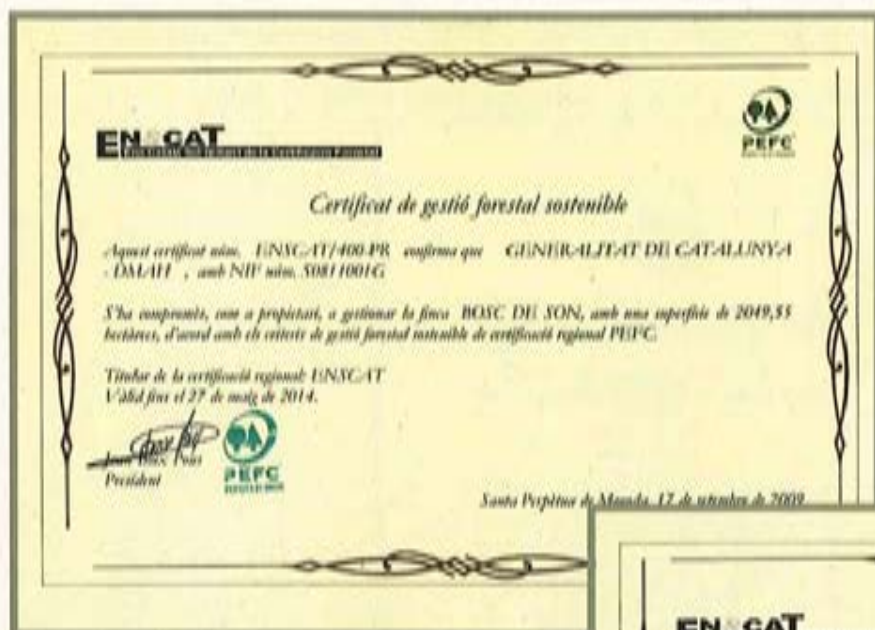 ENSCAT
PEFC
Certificat de gestió forestal sostenible
Aquest certificat núm. ENSCAT/400-PR confirma que GENERALITAT DE CATALUNYA
- DMAH , amb NIF núm. S0811001G
S'ha compromès, com a propietari, a gestionar la finca BOSC DE SON, amb una superfície de 2049,55
hectàrees, d'acord amb els criteris de gestió forestal sostenible de certificació regional PEFC.
Titular de la certificació regional: ENSCAT
Vàlid fins el 27 de maig de 2014.
PEFC
President
Santa Perpètua de Mogoda, 17 de setembre de 2009
ENSCAT